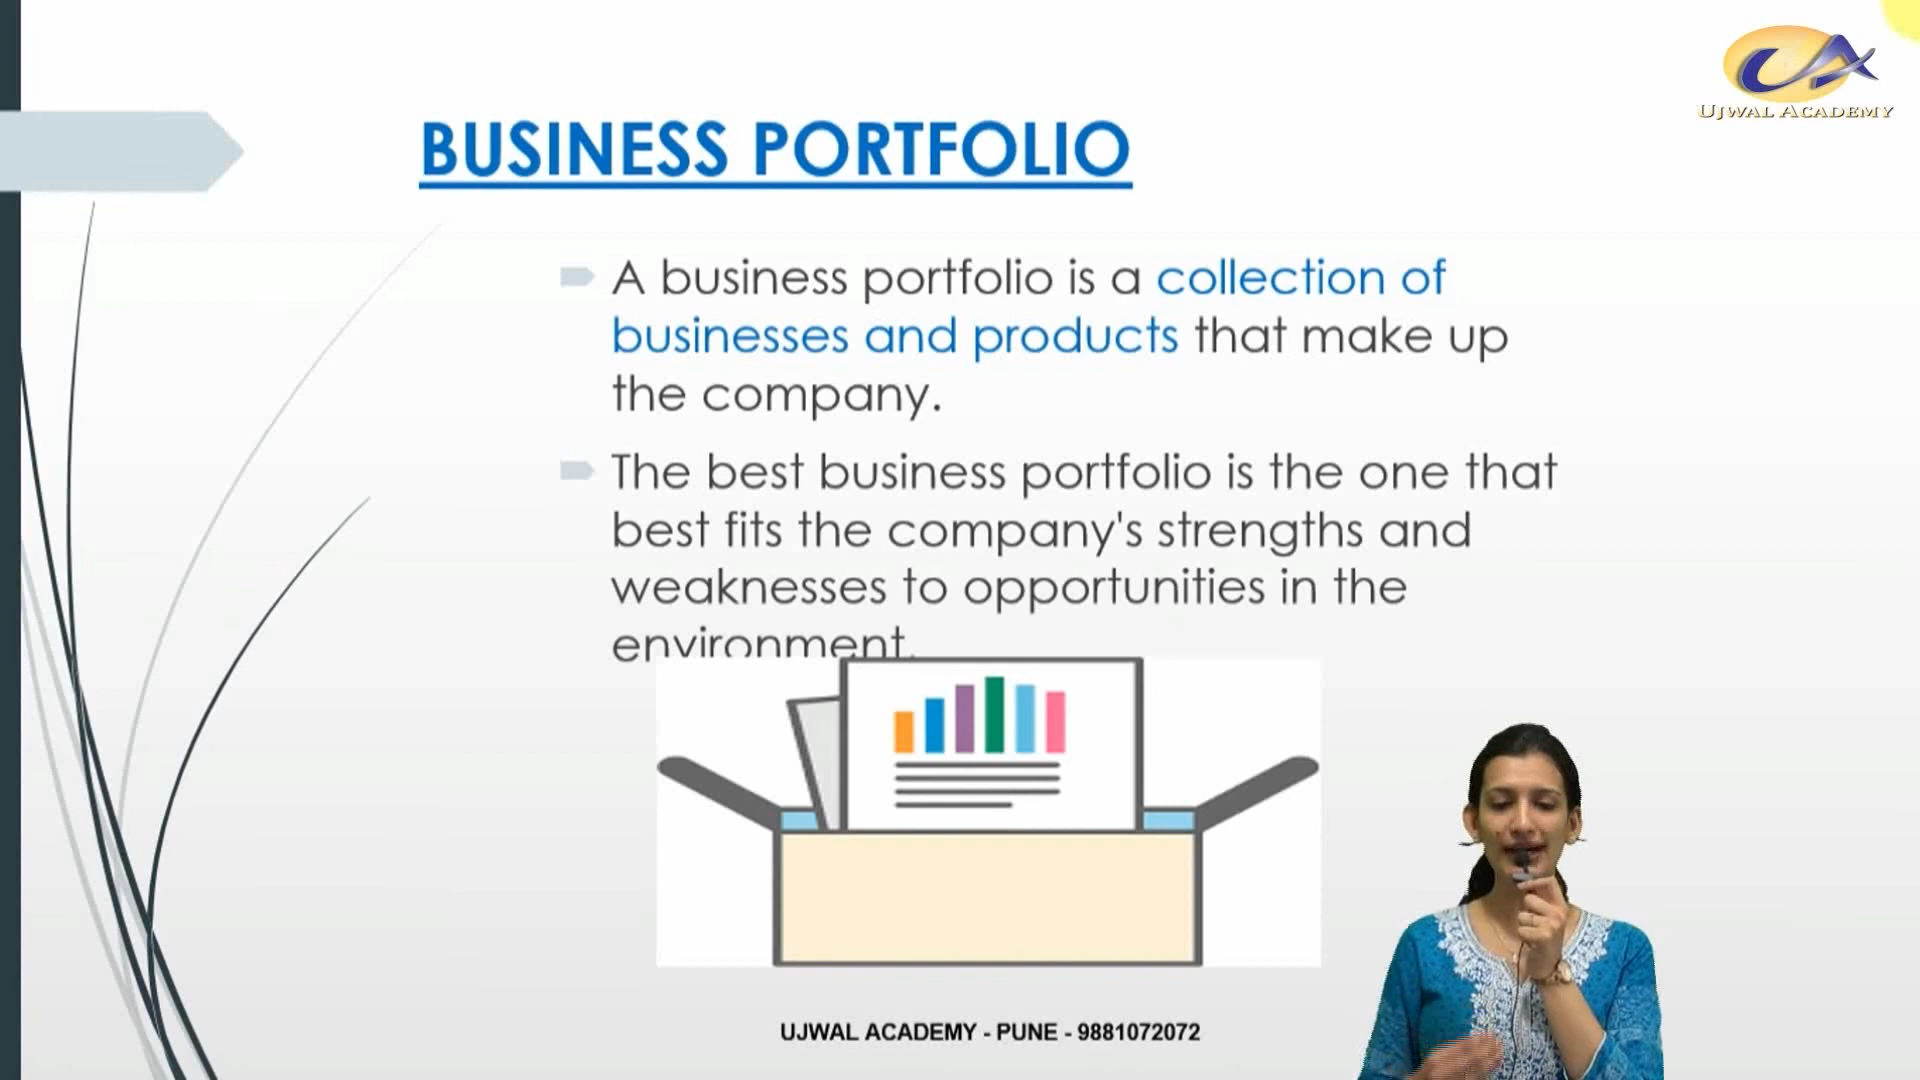 UJWAL ACADEMY
BUSINESS PORTFOLIO
A business portfolio is a collection of
businesses and products that make up
the company.
The best business portfolio is the one that
best fits the company's strengths and
weaknesses to opportunities in the
environment.
UJWAL ACADEMY - PUNE - 9881072072